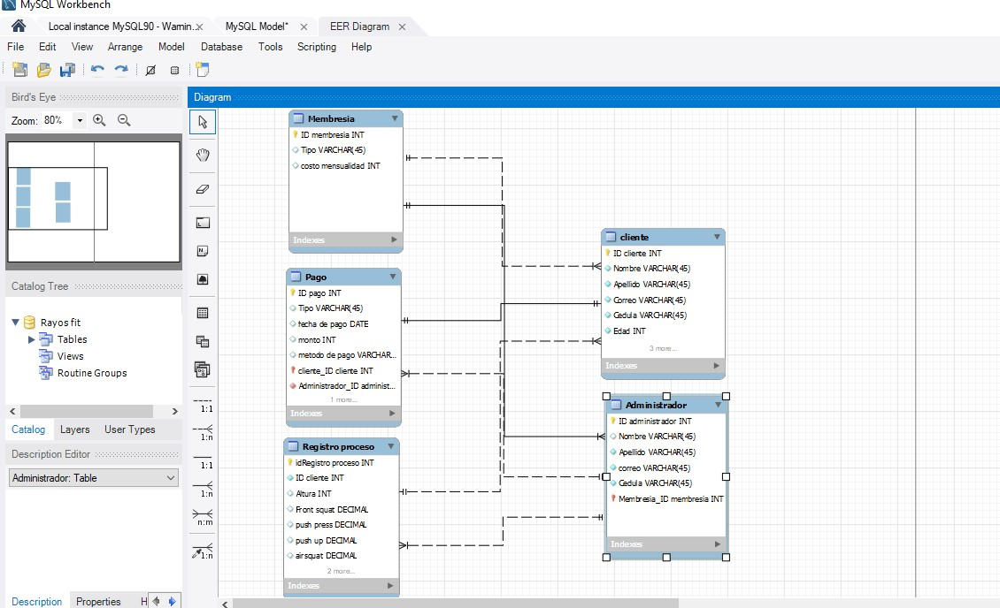 MySQL Workbench
Local instance MySQL90 - Warnin... MySQL Model* EER Diagram
File Edit View Arrange Model Database Tools Scripting Help
Bird's Eye
Zoom: 80%
Catalog Tree
Rayos fit
Tables
Views
Routine Groups
Catalog Layers User Types
Description Editor
Administrador: Table
Description Properties H
Diagram
1:1
1:n
1:1
1:n
n:m
1:n
Membresia
ID membresia INT
Tipo VARCHAR(45)
costo mensualidad INT
Indexes
Pago
ID pago INT
Tipo VARCHAR(45)
fecha de pago DATE
monto INT
metodo de pago VARCHAR...
cliente_ID cliente INT
Administrador_ID administ...
1 more...
Indexes
Registro proceso
idRegistro proceso INT
ID cliente INT
Altura INT
Front squat DECIMAL
push press DECIMAL
push up DECIMAL
air squat DECIMAL
2 more...
Indexes
cliente
ID cliente INT
Nombre VARCHAR(45)
Apellido VARCHAR(45)
Correo VARCHAR(45)
Cedula VARCHAR(45)
Edad INT
3 more...
Indexes
Administrador
ID administrador INT
Nombre VARCHAR(45)
Apellido VARCHAR(45)
correo VARCHAR(45)
Cedula VARCHAR(45)
Membresia_ID membresia INT
Indexes